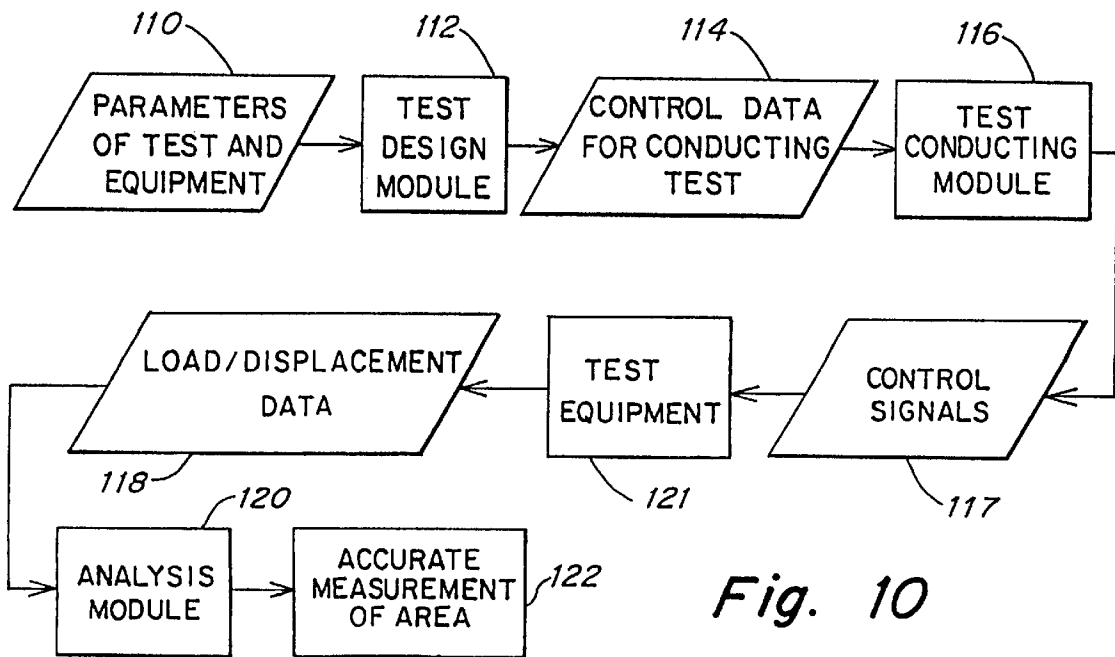 110
112
114
116
PARAMETERS
OF TEST AND
EQUIPMENT
TEST
DESIGN
MODULE
CONTROL DATA
FOR CONDUCTING
TEST
TEST
CONDUCTING
MODULE
LOAD/DISPLACEMENT
DATA
118
TEST
EQUIPMENT
121
CONTROL
SIGNALS
117
120
ANALYSIS
MODULE
ACCURATE
MEASUREMENT
OF AREA
122
Fig. 10